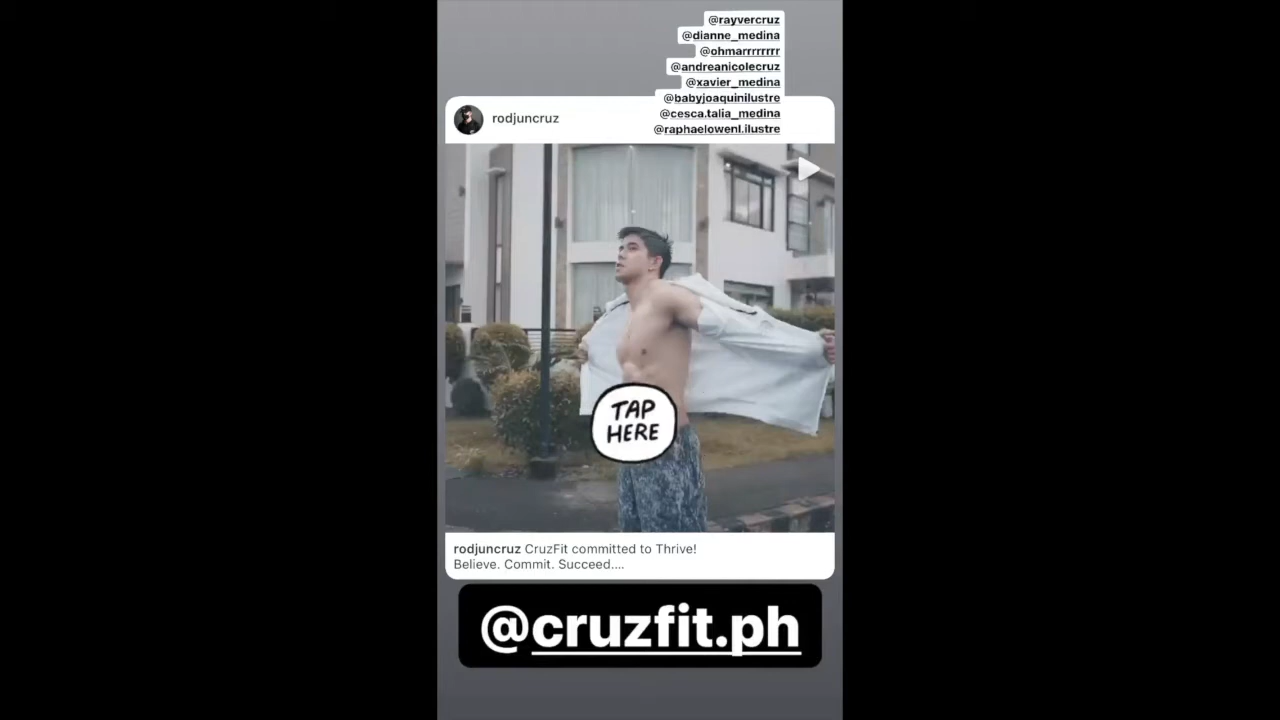 @rayvercruz
@dianne_medina
@ohmarrrrrrrr
@andreanicolecruz
@xavier_medina
@babyjoaquinilustre
@cesca.talia_medina
@raphaelowenl.ilustre
rodjuncruz
TAP
HERE
rodjuncruz CruzFit committed to Thrive!
Believe. Commit. Succeed....
@cruzfit.ph